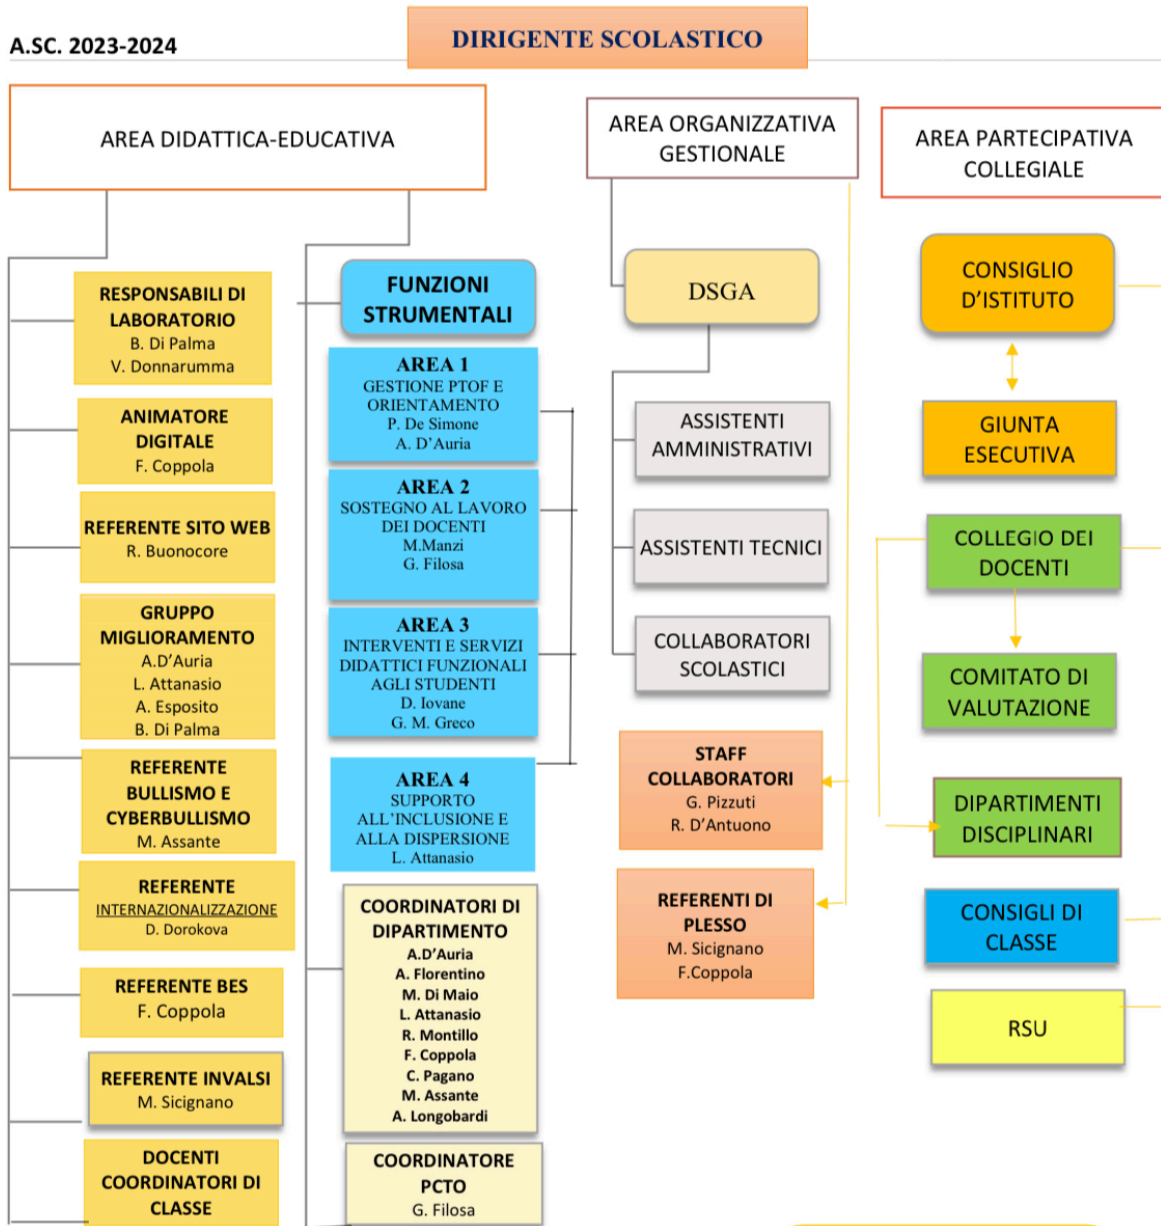 A.SC. 2023-2024
DIRIGENTE SCOLASTICO
AREA DIDATTICA-EDUCATIVA
RESPONSABILI DI
LABORATORIO
B. Di Palma
V. Donnarumma
ANIMATORE
DIGITALE
F. Coppola
REFERENTE SITO WEB
R. Buonocore
GRUPPO
MIGLIORAMENTO
A.D'Auria
L. Attanasio
A. Esposito
B. Di Palma
REFERENTE
BULLISMO E
CYBERBULLISMO
M. Assante
REFERENTE
INTERNAZIONALIZZAZIONE
D. Dorokova
REFERENTE BES
F. Coppola
REFERENTE INVALSI
M. Sicignano
DOCENTI
COORDINATORI DI
CLASSE
FUNZIONI
STRUMENTALI
AREA 1
GESTIONE PTOF E
ORIENTAMENTO
P. De Simone
A. D'Auria
AREA 2
SOSTEGNO AL LAVORO
DEI DOCENTI
M.Manzi
G. Filosa
AREA 3
INTERVENTI E SERVIZI
DIDATTICI FUNZIONALI
AGLI STUDENTI
D. Iovane
G. M. Greco
AREA 4
SUPPORTO
ALL'INCLUSIONE E
ALLA DISPERSIONE
L. Attanasio
COORDINATORI DI
DIPARTIMENTO
A.D'Auria
A. Florentino
M. Di Maio
L. Attanasio
R. Montillo
F. Coppola
C. Pagano
M. Assante
A. Longobardi
COORDINATORE
PCTO
G. Filosa
AREA ORGANIZZATIVA
GESTIONALE
DSGA
ASSISTENTI
AMMINISTRATIVI
ASSISTENTI TECNICI
COLLABORATORI
SCOLASTICI
STAFF
COLLABORATORI
G. Pizzuti
R. D'Antuono
REFERENTI DI
PLESSO
M. Sicignano
F.Coppola
AREA PARTECIPATIVA
COLLEGIALE
CONSIGLIO
D'ISTITUTO
GIUNTA
ESECUTIVA
COLLEGIO DEI
DOCENTI
COMITATO DI
VALUTAZIONE
DIPARTIMENTI
DISCIPLINARI
CONSIGLI DI
CLASSE
RSU